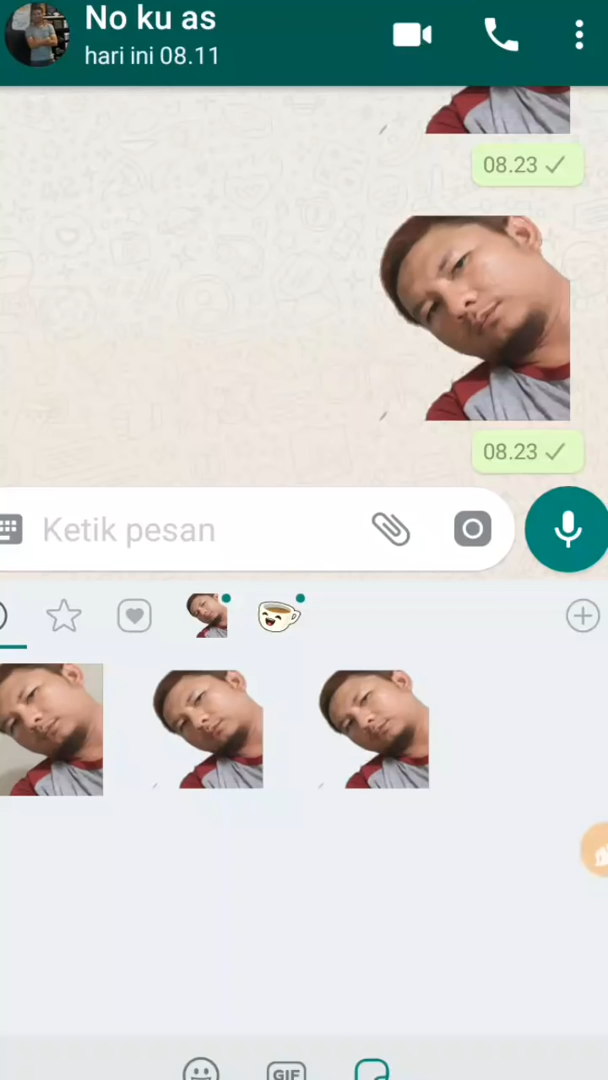 No ku as
hari ini 08.11
08.23
08.23
Ketik pesan
GIF